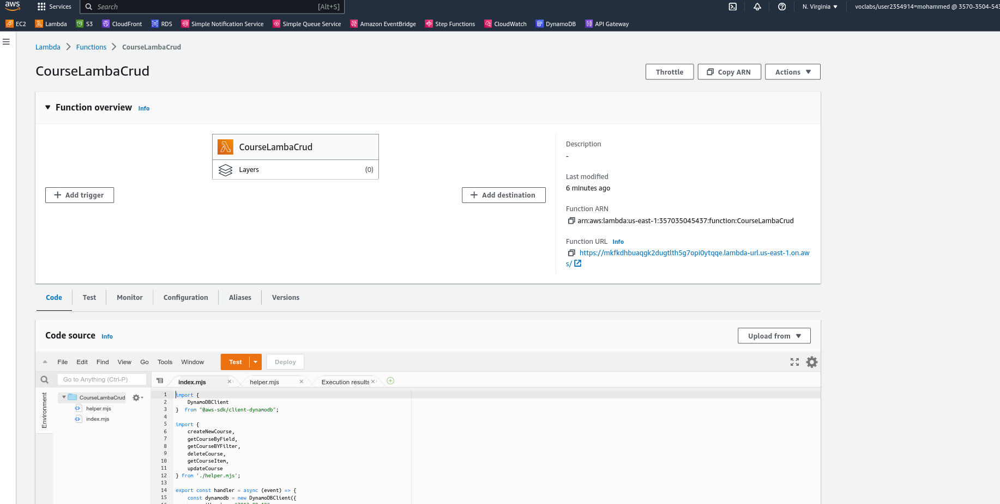 aws
Services
Search
[Alt+S]
N. Virginia
voclabs/user2354914=mohammed @ 3570-3504-543
EC2
Lambda
S3
CloudFront
RDS
Simple Notification Service
Simple Queue Service
Amazon EventBridge
Step Functions
CloudWatch
DynamoDB
API Gateway
Lambda
Functions
CourseLambaCrud
CourseLambaCrud
Throttle
Copy ARN
Actions
Function overview
Info
CourseLambaCrud
Layers
(0)
Add trigger
Add destination
Description
-
Last modified
6 minutes ago
Function ARN
arn:aws:lambda:us-east-1:357035045437:function:CourseLambaCrud
Function URL
Info
https://mkfkdhbuaqgk2dugtlth5g7opi0ytqqe.lambda-url.us-east-1.on.aw
s/
Code
Test
Monitor
Configuration
Aliases
Versions
Code source
Info
Upload from
File
Edit
Find
View
Go
Tools
Window
Test
Deploy
Go to Anything (Ctrl-P)
index.mjs
helper.mjs
Execution results
Environment
CourseLambaCrud
helper.mjs
index.mjs
1 import {
2 DynamoDBClient
3 } from "@aws-sdk/client-dynamodb";
4
5 import {
6 createNewCourse,
7 getCourseByField,
8 getCourseBYFilter,
9 deleteCourse,
10 getCourseItem,
11 updateCourse
12 } from './helper.mjs';
13
14 export const handler = async (event) => {
15 const dynamodb = new DynamoDBClient({